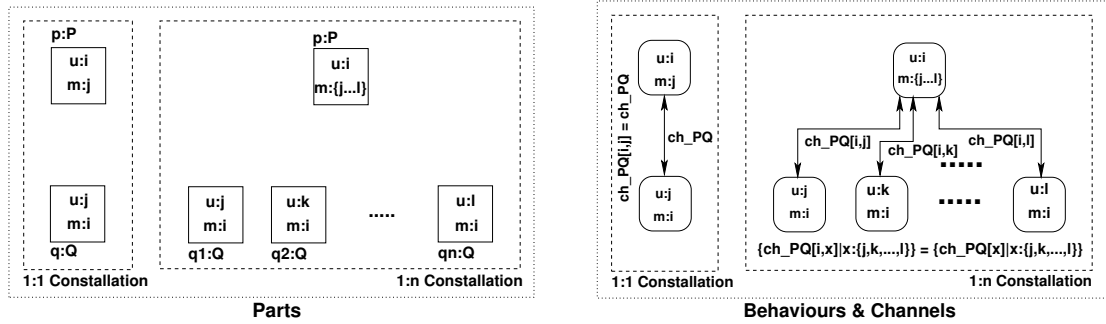 p:P
u:i
m:j
u:j
m:i
q:Q
1:1 Constallation
p:P
u:i
m:{j...l}
u:j
m:i
q1:Q
u:k
m:i
q2:Q
.....
u:l
m:i
qn:Q
1:n Constallation
Parts
ch_PQ[i,j] = ch_PQ
u:i
m:j
ch_PQ
u:j
m:i
1:1 Constallation
u:i
m:{j...l}
ch_PQ[i,j]
ch_PQ[i,k]
ch_PQ[i,l]
.....
u:j
m:i
u:k
m:i
.....
u:l
m:i
{ch_PQ[i,x]|x:{j,k,...,l}} = {ch_PQ[x]|x:{j,k,...,l}}
1:n Constallation
Behaviours & Channels